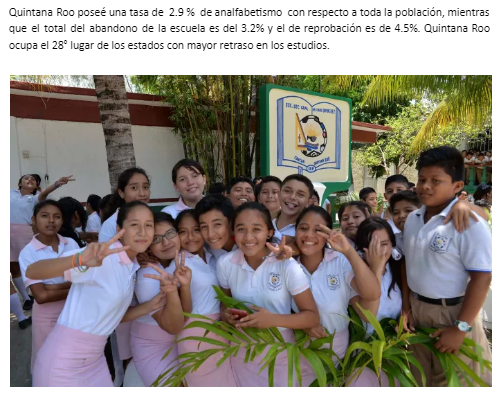 Quintana Roo poseé una tasa de 2.9 % de analfabetismo con respecto a toda la población, mientras
que el total del abandono de la escuela es del 3.2% y el de reprobación es de 4.5%. Quintana Roo
ocupa el 28° lugar de los estados con mayor retraso en los estudios.